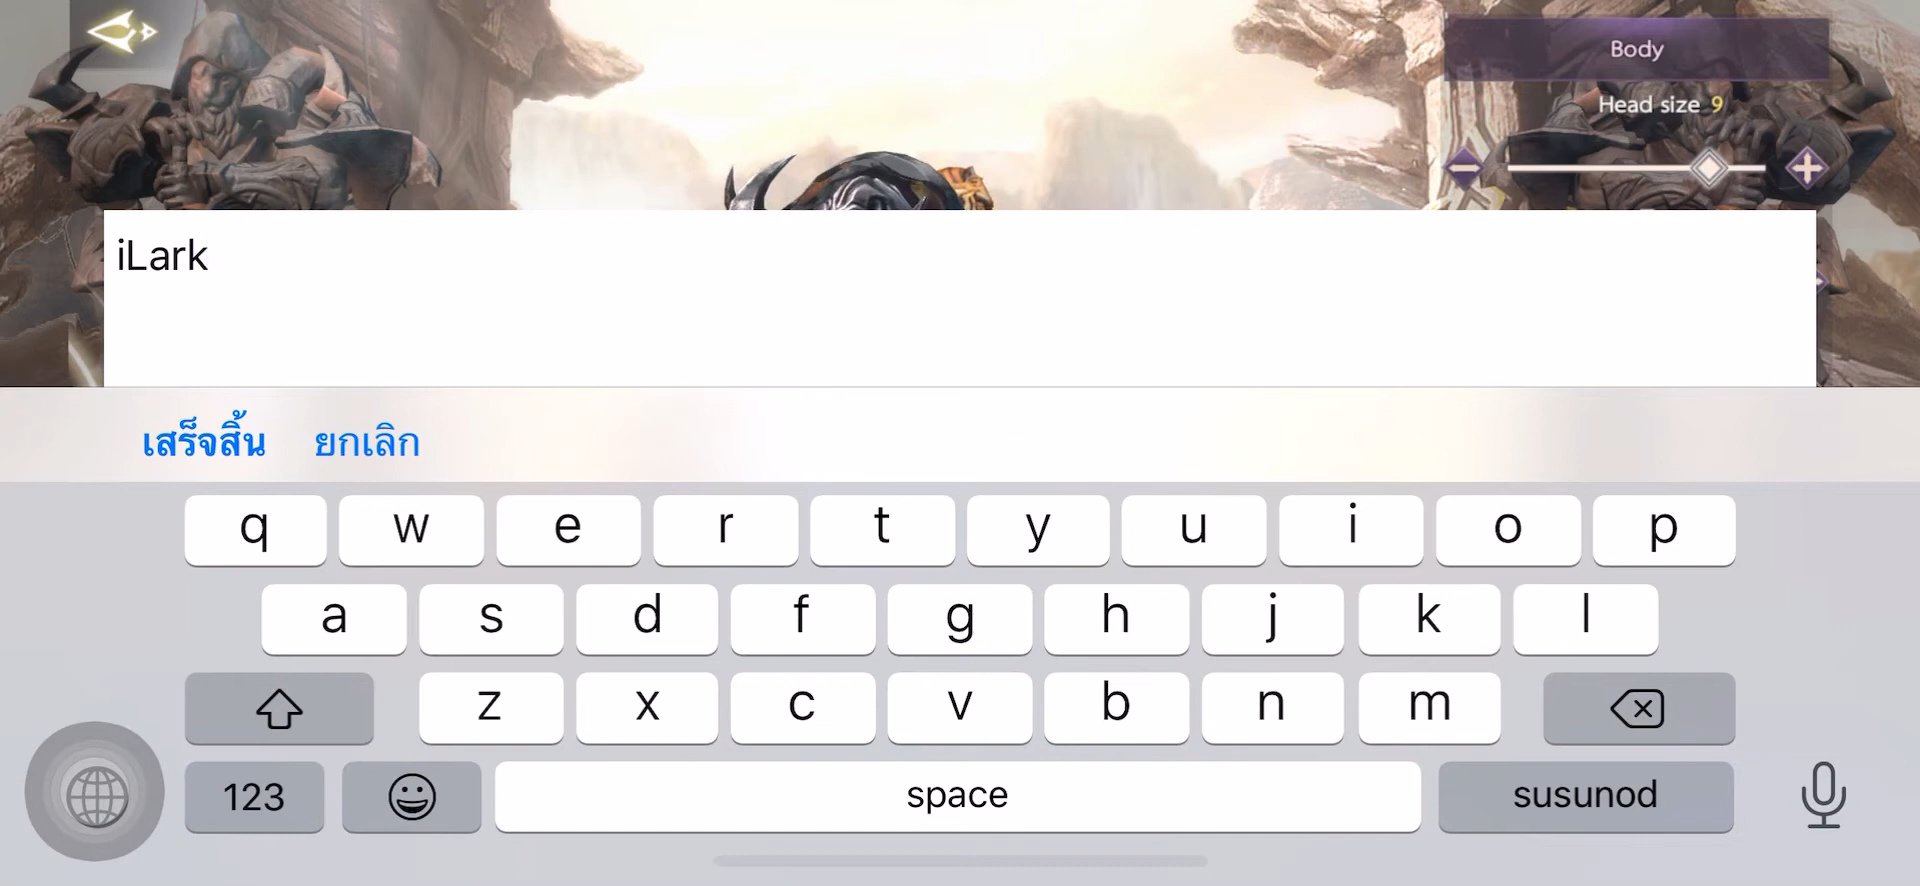 Body
Head size 9
iLark
เสร็จสิ้น ยกเลิก
q w e r t y u i o p
a s d f g h j k l
z x c v b n m
123 space susunod